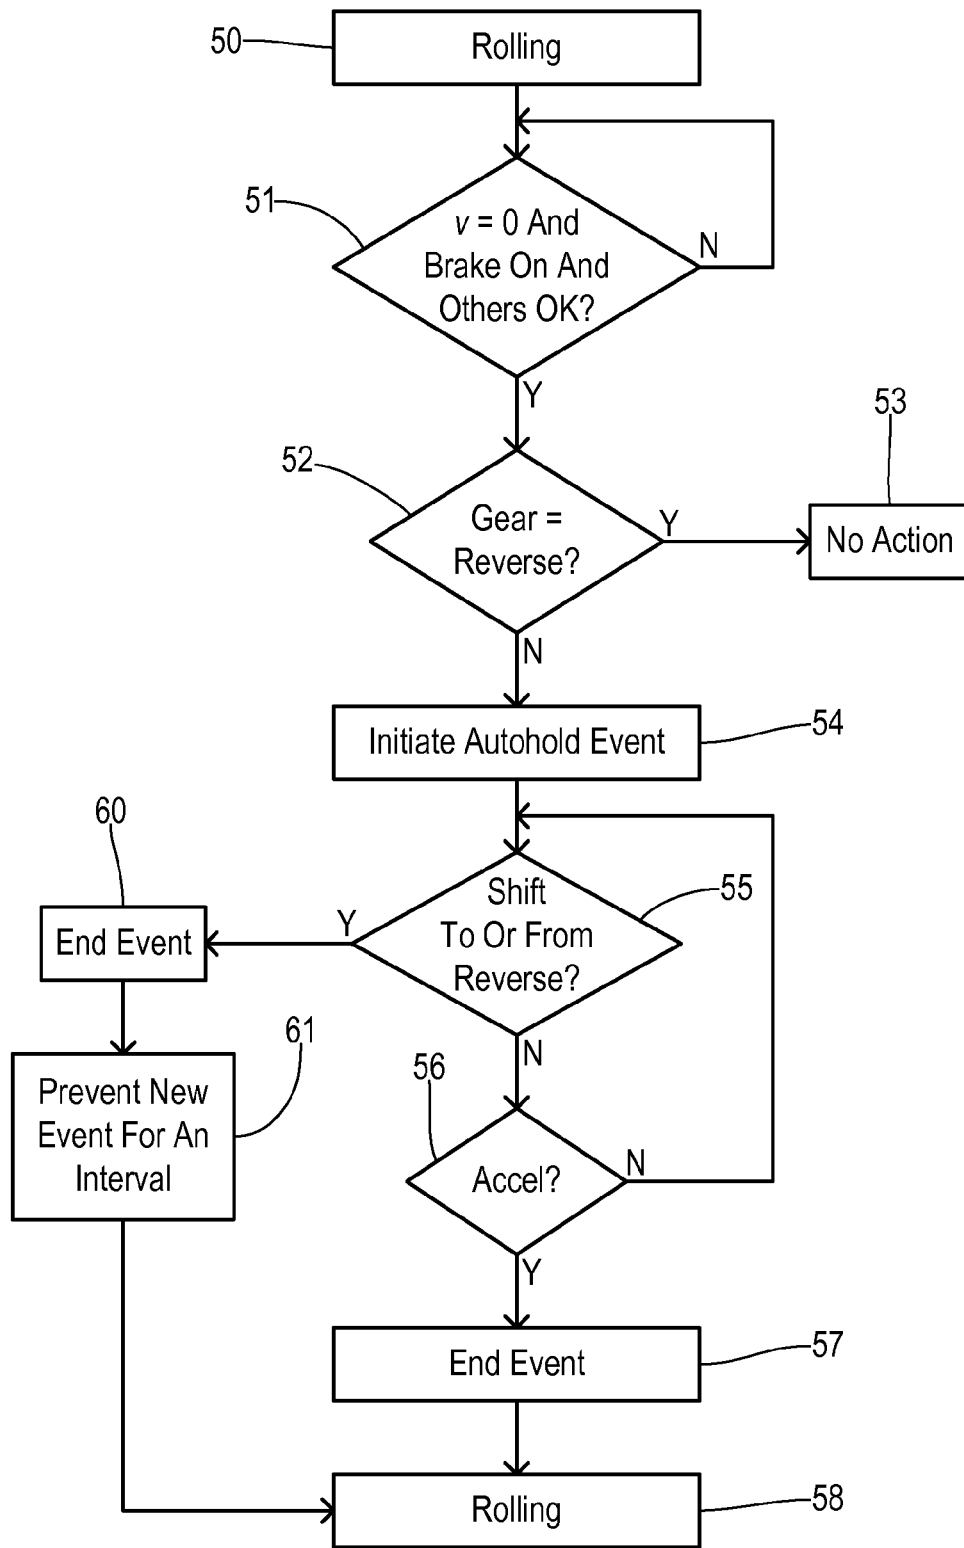 50
Rolling
51
v = 0 And
Brake On And
Others OK?
N
Y
52
Gear =
Reverse?
Y
53
No Action
N
Initiate Autohold Event
54
60
End Event
Y
Shift
To Or From
Reverse?
55
N
61
Prevent New
Event For An
Interval
56
Accel?
N
Y
End Event
57
Rolling
58